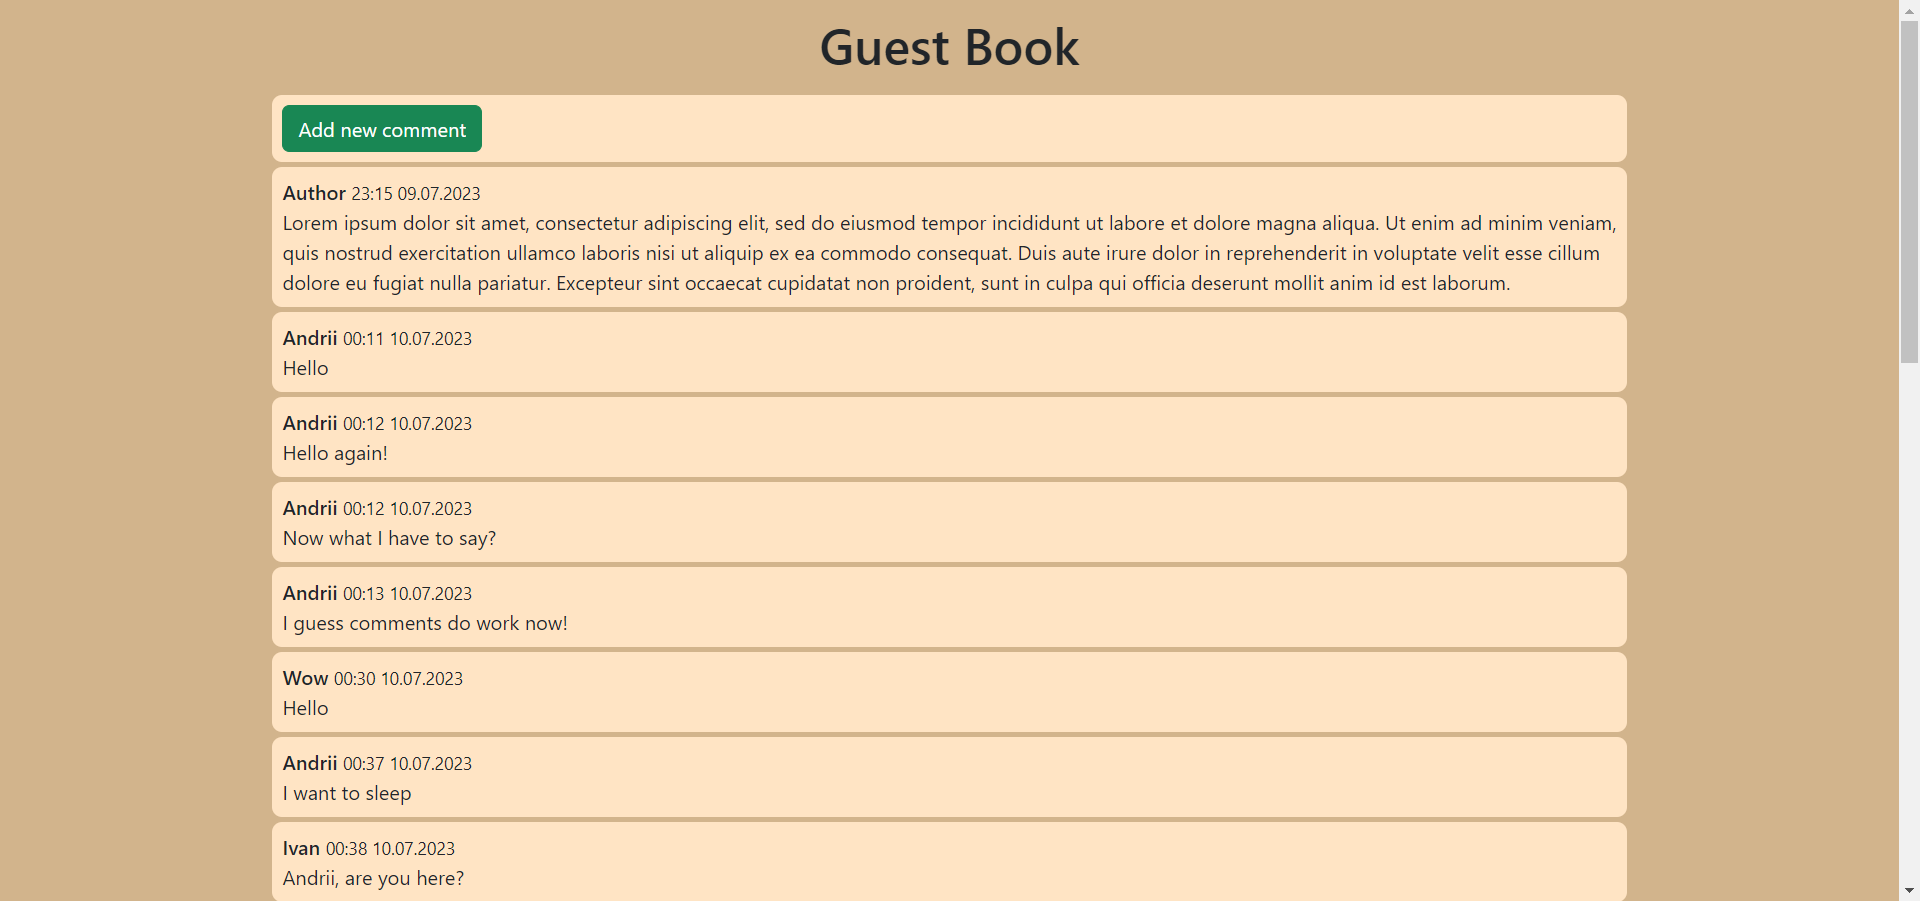 Guest Book
Add new comment
Author 23:15 09.07.2023
Lorem ipsum dolor sit amet, consectetur adipiscing elit, sed do eiusmod tempor incididunt ut labore et dolore magna aliqua. Ut enim ad minim veniam,
quis nostrud exercitation ullamco laboris nisi ut aliquip ex ea commodo consequat. Duis aute irure dolor in reprehenderit in voluptate velit esse cillum
dolore eu fugiat nulla pariatur. Excepteur sint occaecat cupidatat non proident, sunt in culpa qui officia deserunt mollit anim id est laborum.
Andrii 00:11 10.07.2023
Hello
Andrii 00:12 10.07.2023
Hello again!
Andrii 00:12 10.07.2023
Now what I have to say?
Andrii 00:13 10.07.2023
I guess comments do work now!
Wow 00:30 10.07.2023
Hello
Andrii 00:37 10.07.2023
I want to sleep
Ivan 00:38 10.07.2023
Andrii, are you here?